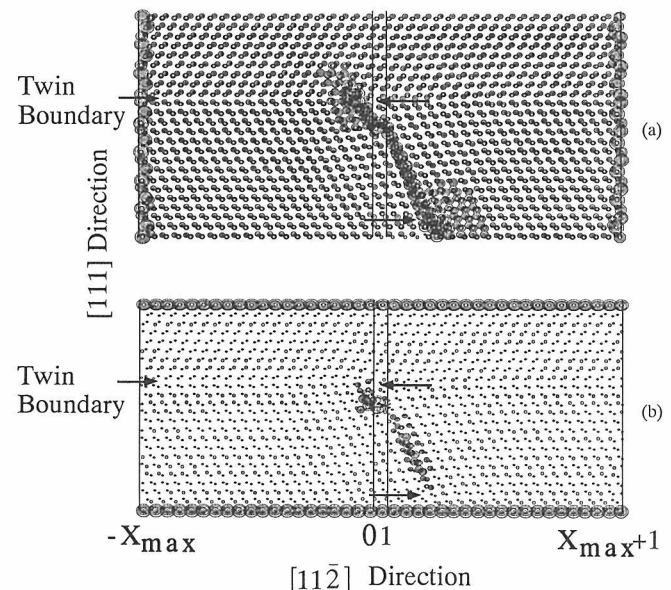 Twin
Boundary
(a)
[111] Direction
Twin
Boundary
(b)
-Xmax 01 Xmax+1
[112̄] Direction